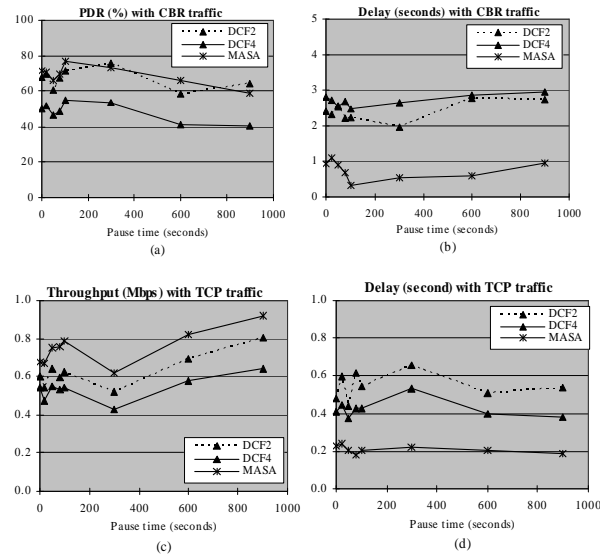 PDR (%) with CBR traffic
100
80
60
40
20
0
0 200 400 600 800 1000
Pause time (seconds)
DCF2
DCF4
MASA
(a)
Delay (seconds) with CBR traffic
5
4
3
2
1
0
0 200 400 600 800 1000
Pause time (seconds)
DCF2
DCF4
MASA
(b)
Throughput (Mbps) with TCP traffic
1.0
0.8
0.6
0.4
0.2
0.0
0 200 400 600 800 1000
Pause time (seconds)
DCF2
DCF4
MASA
(c)
Delay (second) with TCP traffic
1.0
0.8
0.6
0.4
0.2
0.0
0 200 400 600 800 1000
Pause time (seconds)
DCF2
DCF4
MASA
(d)